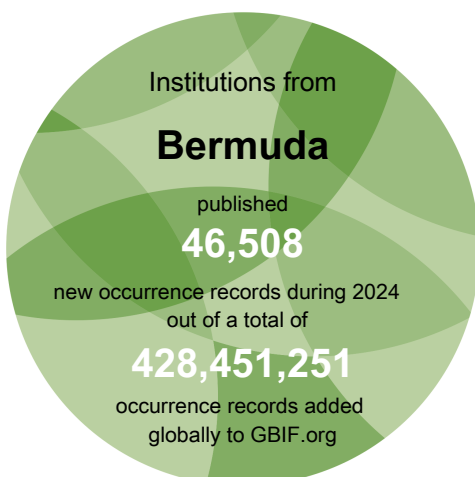 Institutions from
Bermuda
published
46,508
new occurrence records during 2024
out of a total of
428,451,251
occurrence records added
globally to GBIF.org